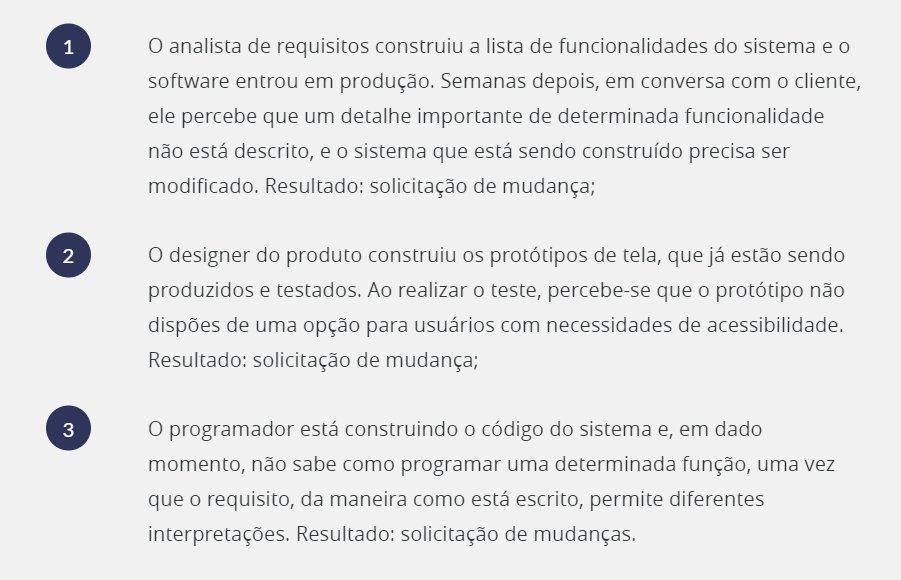 1
O analista de requisitos construiu a lista de funcionalidades do sistema e o
software entrou em produção. Semanas depois, em conversa com o cliente,
ele percebe que um detalhe importante de determinada funcionalidade
não está descrito, e o sistema que está sendo construído precisa ser
modificado. Resultado: solicitação de mudança;
2
O designer do produto construiu os protótipos de tela, que já estão sendo
produzidos e testados. Ao realizar o teste, percebe-se que o protótipo não
dispões de uma opção para usuários com necessidades de acessibilidade.
Resultado: solicitação de mudança;
3
O programador está construindo o código do sistema e, em dado
momento, não sabe como programar uma determinada função, uma vez
que o requisito, da maneira como está escrito, permite diferentes
interpretações. Resultado: solicitação de mudanças.